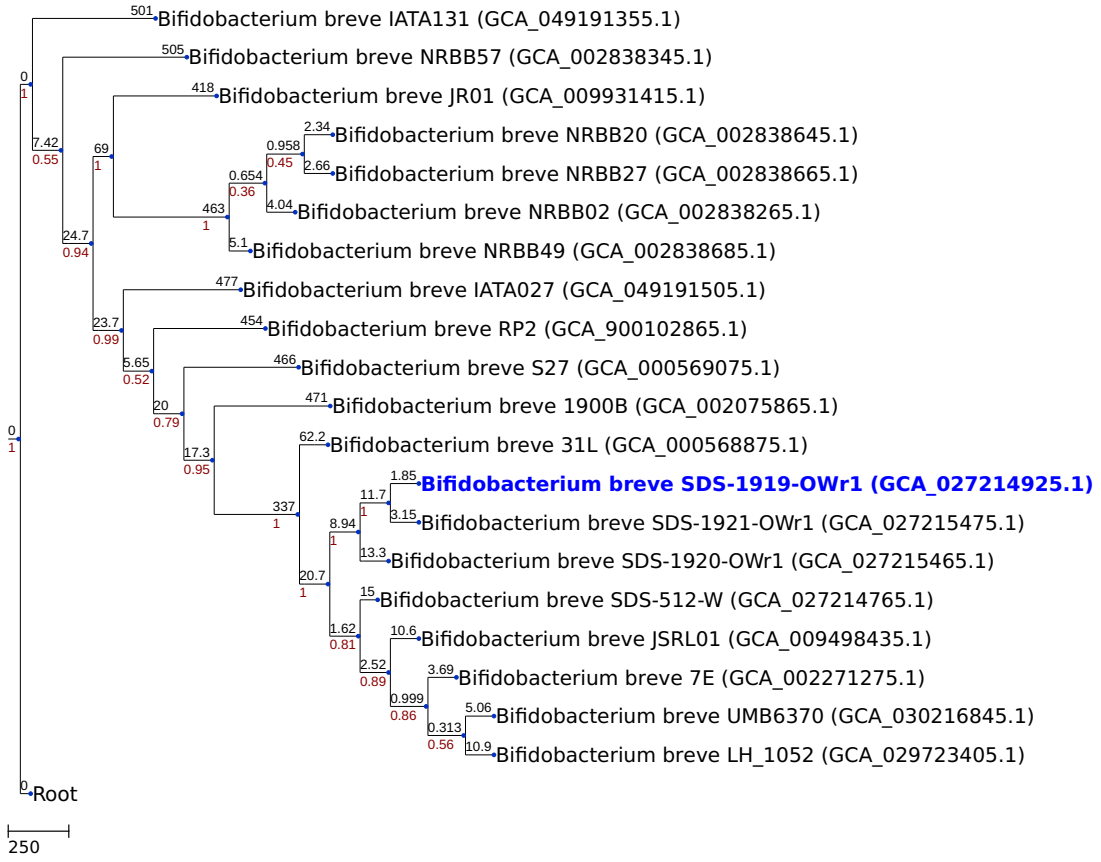 501 Bifidobacterium breve IATA131 (GCA_049191355.1)
505 Bifidobacterium breve NRBB57 (GCA_002838345.1)
0
1
418 Bifidobacterium breve JR01 (GCA_009931415.1)
2.34 Bifidobacterium breve NRBB20 (GCA_002838645.1)
7.42
0.55
69
1
0.958
0.45
2.66 Bifidobacterium breve NRBB27 (GCA_002838665.1)
0.654
0.36
4.04 Bifidobacterium breve NRBB02 (GCA_002838265.1)
463
1
24.7
0.94
5.1 Bifidobacterium breve NRBB49 (GCA_002838685.1)
477 Bifidobacterium breve IATA027 (GCA_049191505.1)
23.7
0.99
454 Bifidobacterium breve RP2 (GCA_900102865.1)
5.65
0.52
466 Bifidobacterium breve S27 (GCA_000569075.1)
20
0.79
471 Bifidobacterium breve 1900B (GCA_002075865.1)
0
1
17.3
0.95
62.2 Bifidobacterium breve 31L (GCA_000568875.1)
1.85 Bifidobacterium breve SDS-1919-OWr1 (GCA_027214925.1)
337
1
11.7
1
3.15 Bifidobacterium breve SDS-1921-OWr1 (GCA_027215475.1)
8.94
1
13.3 Bifidobacterium breve SDS-1920-OWr1 (GCA_027215465.1)
20.7
1
15 Bifidobacterium breve SDS-512-W (GCA_027214765.1)
1.62
0.81
10.6 Bifidobacterium breve JSRL01 (GCA_009498435.1)
2.52
0.89
3.69 Bifidobacterium breve 7E (GCA_002271275.1)
0.999
0.86
5.06 Bifidobacterium breve UMB6370 (GCA_030216845.1)
0.313
0.56
10.9 Bifidobacterium breve LH_1052 (GCA_029723405.1)
0 Root
250